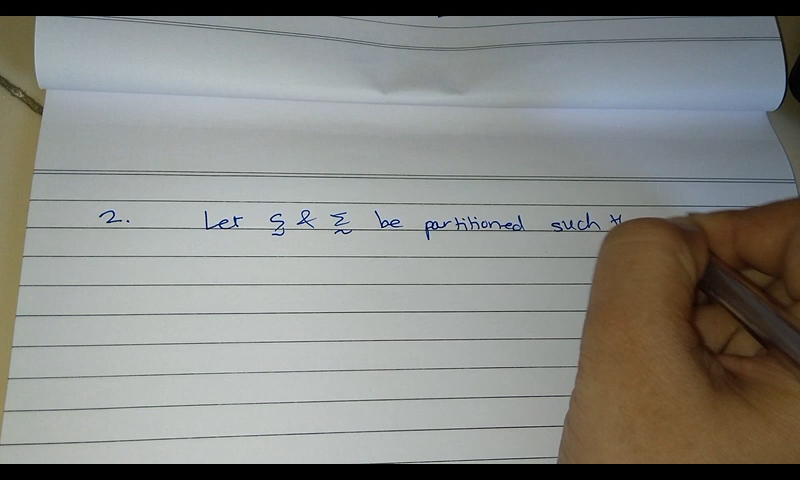 2. Let S & Σ be partitioned such